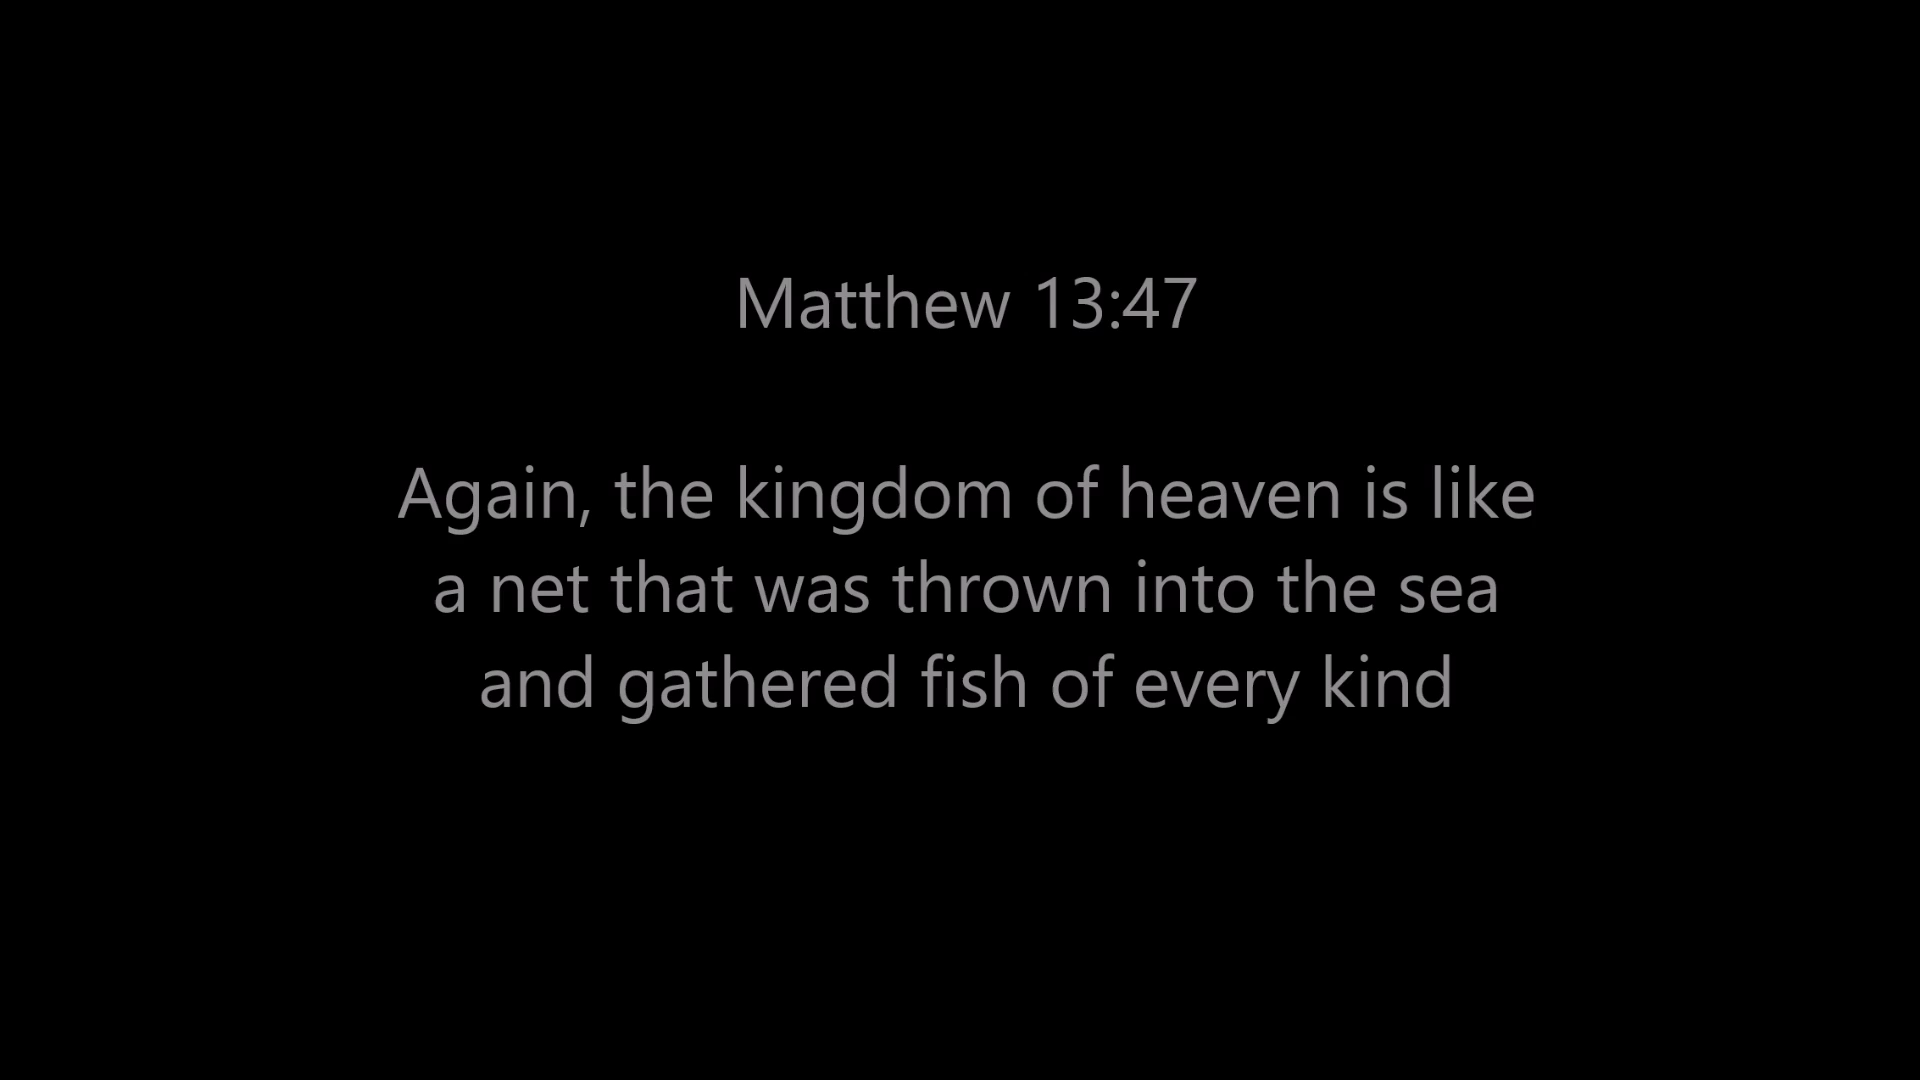 Matthew 13:47
Again, the kingdom of heaven is like
a net that was thrown into the sea
and gathered fish of every kind